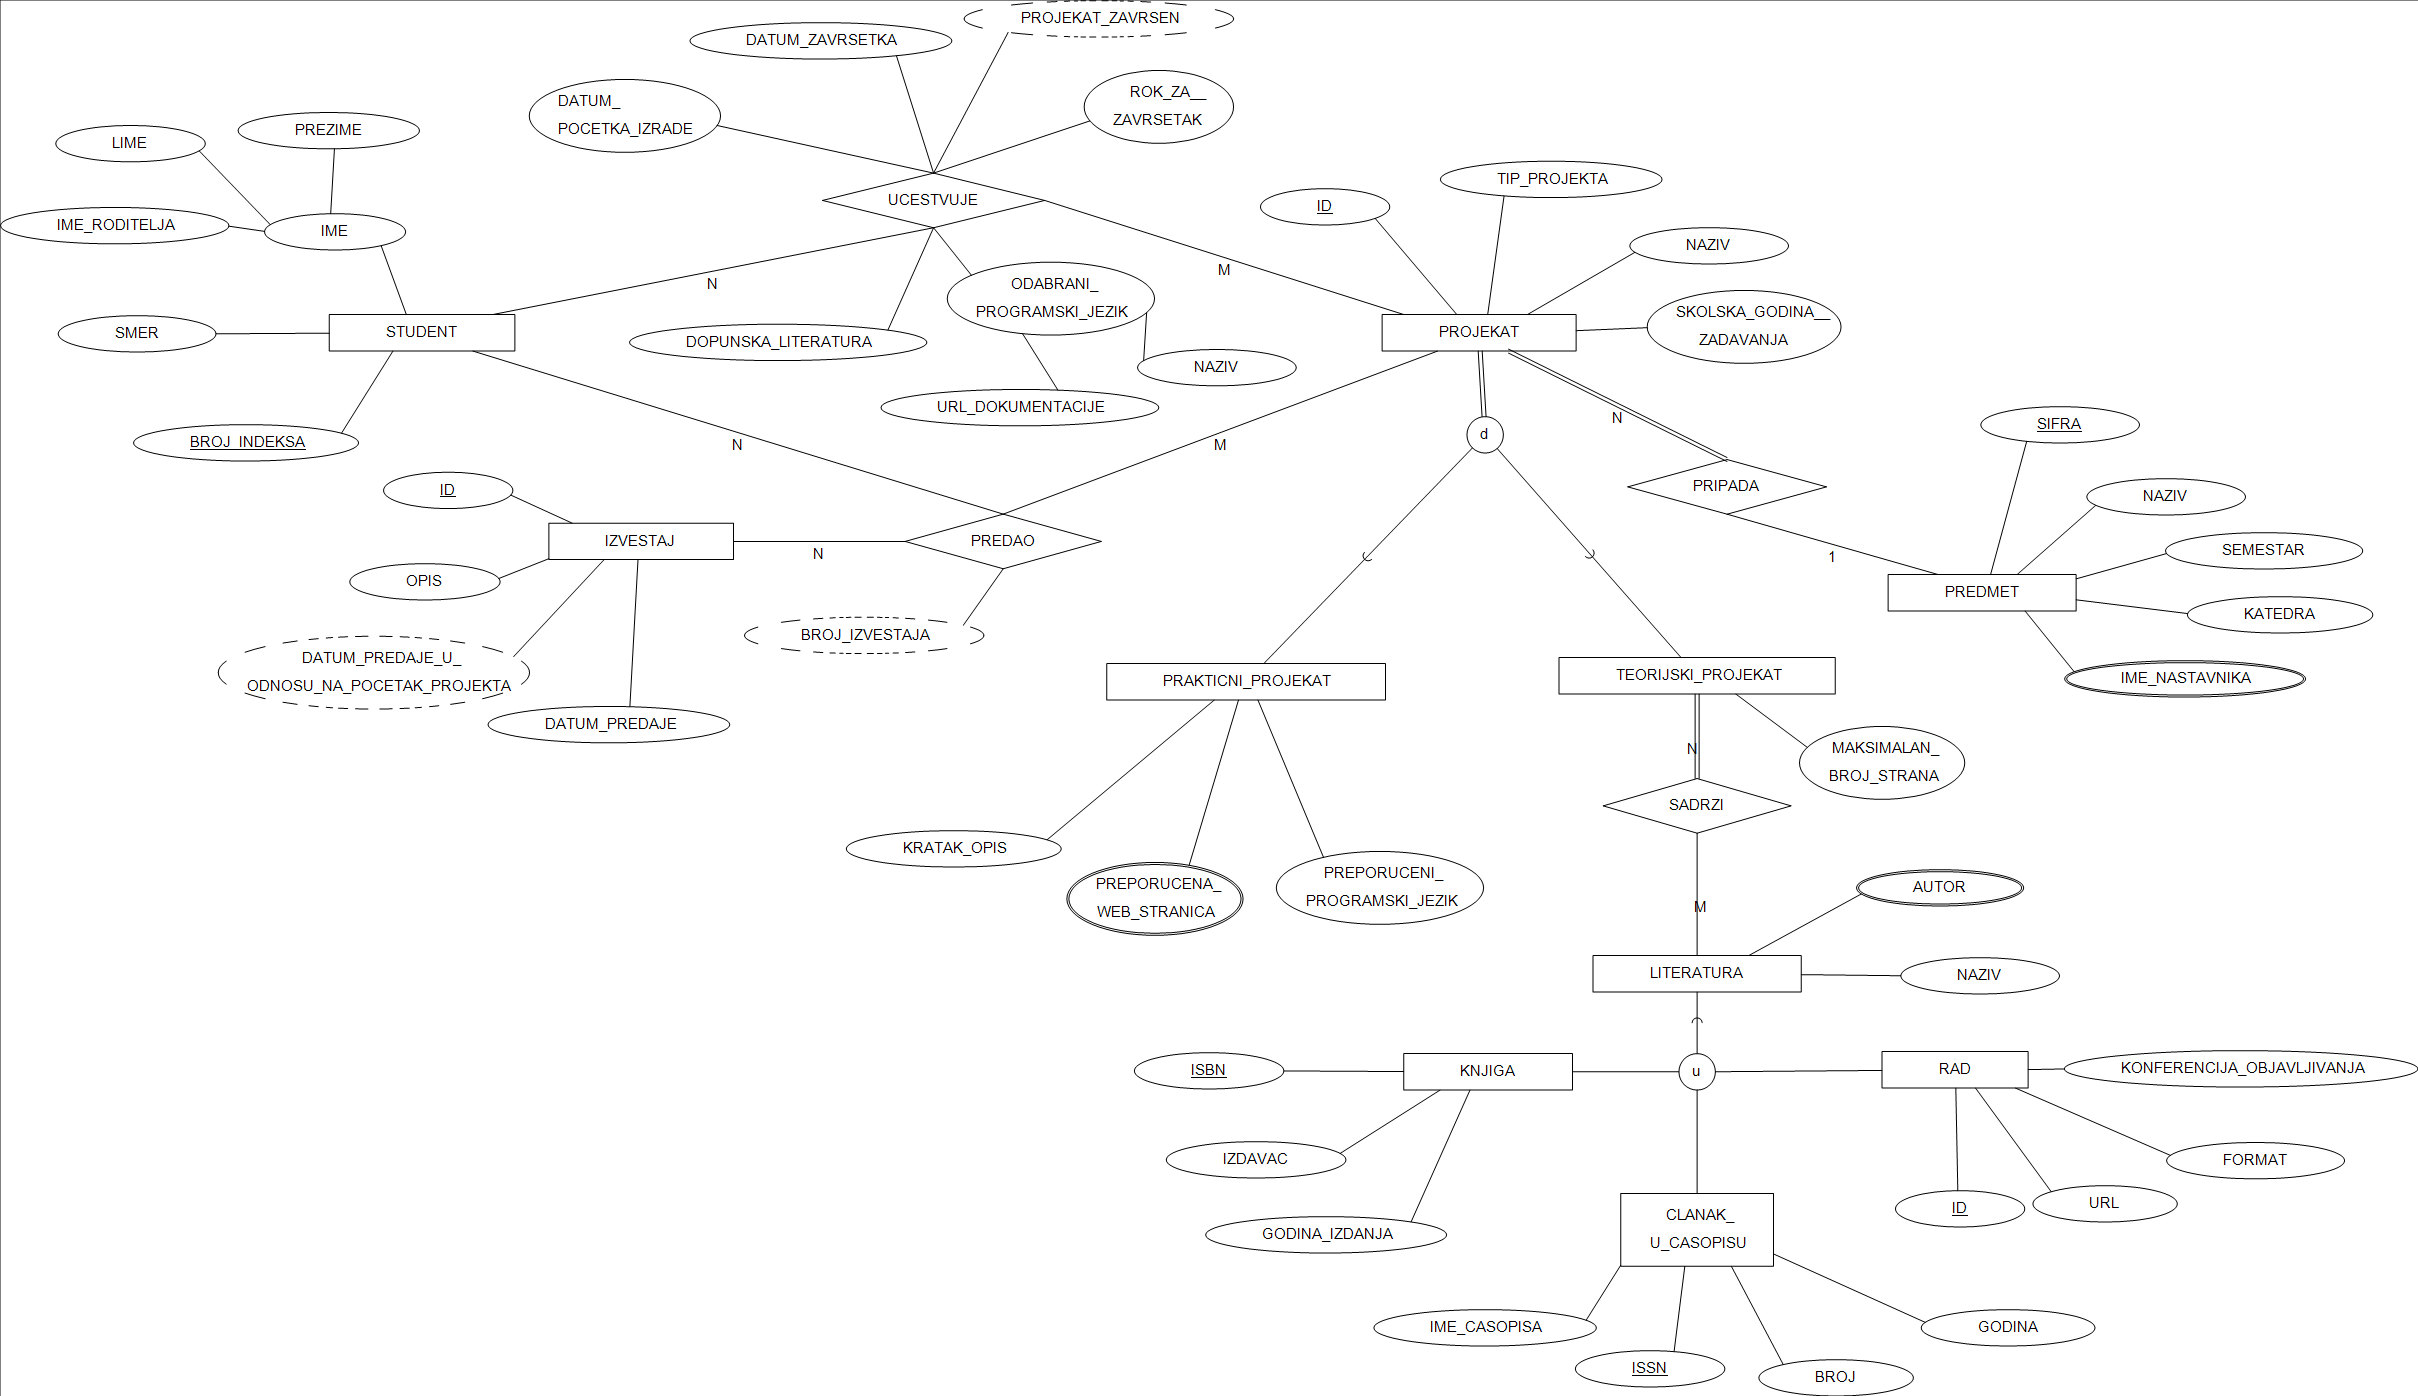 PROJEKAT_ZAVRSEN
DATUM_ZAVRSETKA
DATUM_
POCETKA_IZRADE
ROK_ZA__
ZAVRSETAK
PREZIME
LIME
IME_RODITELJA
IME
UCESTVUJE
TIP_PROJEKTA
ID
NAZIV
M
N
ODABRANI_
PROGRAMSKI_JEZIK
SKOLSKA_GODINA__
ZADAVANJA
SMER
STUDENT
DOPUNSKA_LITERATURA
PROJEKAT
NAZIV
URL_DOKUMENTACIJE
BROJ_INDEKSA
N
M
d
N
SIFRA
ID
PRIPADA
NAZIV
IZVESTAJ
N
PREDAO
1
SEMESTAR
OPIS
PREDMET
KATEDRA
BROJ_IZVESTAJA
DATUM_PREDAJE_U_
ODNOSU_NA_POCETAK_PROJEKTA
PRAKTICNI_PROJEKAT
TEORIJSKI_PROJEKAT
IME_NASTAVNIKA
DATUM_PREDAJE
N
MAKSIMALAN_
BROJ_STRANA
SADRZI
KRATAK_OPIS
PREPORUCENA_
WEB_STRANICA
PREPORUCENI_
PROGRAMSKI_JEZIK
M
AUTOR
LITERATURA
NAZIV
ISBN
KNJIGA
u
RAD
KONFERENCIJA_OBJAVLJIVANJA
IZDAVAC
FORMAT
GODINA_IZDANJA
CLANAK_
U_CASOPISU
ID
URL
IME_CASOPISA
ISSN
BROJ
GODINA